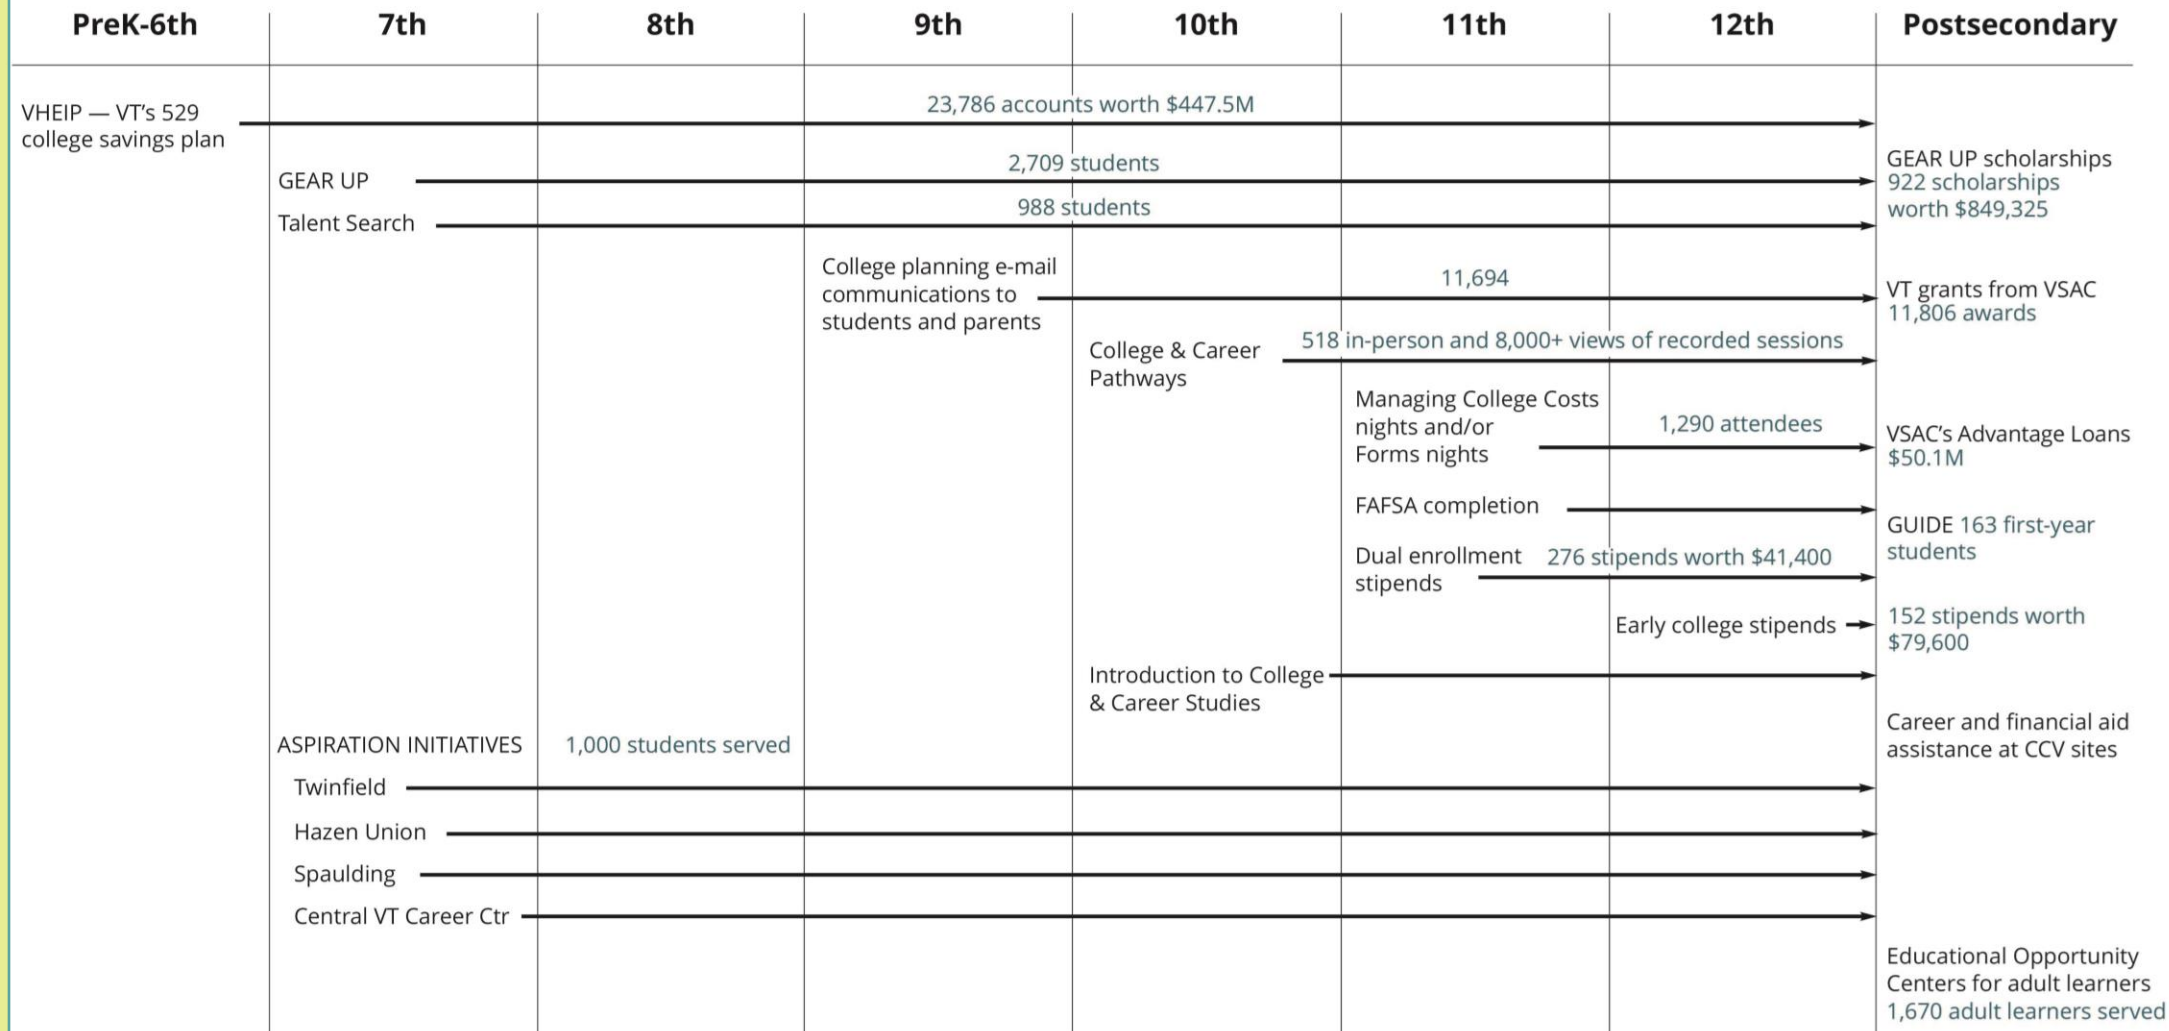 PreK-6th 7th 8th 9th 10th 11th 12th Postsecondary
VHEIP — VT's 529
college savings plan
23,786 accounts worth $447.5M
GEAR UP
2,709 students
GEAR UP scholarships
922 scholarships
worth $849,325
Talent Search
988 students
College planning e-mail
communications to
students and parents
11,694
VT grants from VSAC
11,806 awards
College & Career
Pathways
518 in-person and 8,000+ views of recorded sessions
Managing College Costs
nights and/or
Forms nights
1,290 attendees
VSAC's Advantage Loans
$50.1M
FAFSA completion
GUIDE 163 first-year
students
Dual enrollment
stipends
276 stipends worth $41,400
Early college stipends
152 stipends worth
$79,600
Introduction to College
& Career Studies
Career and financial aid
assistance at CCV sites
ASPIRATION INITIATIVES
1,000 students served
Twinfield
Hazen Union
Spaulding
Central VT Career Ctr
Educational Opportunity
Centers for adult learners
1,670 adult learners served